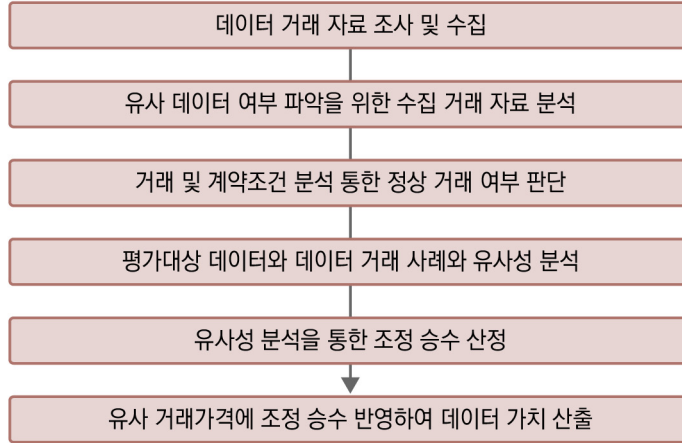 데이터 거래 자료 조사 및 수집
유사 데이터 여부 파악을 위한 수집 거래 자료 분석
거래 및 계약조건 분석 통한 정상 거래 여부 판단
평가대상 데이터와 데이터 거래 사례와 유사성 분석
유사성 분석을 통한 조정 승수 산정
유사 거래가격에 조정 승수 반영하여 데이터 가치 산출